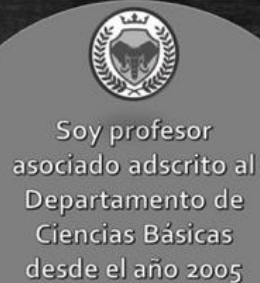 Soy profesor
asociado adscrito al
Departamento de
Ciencias Básicas
desde el año 2005